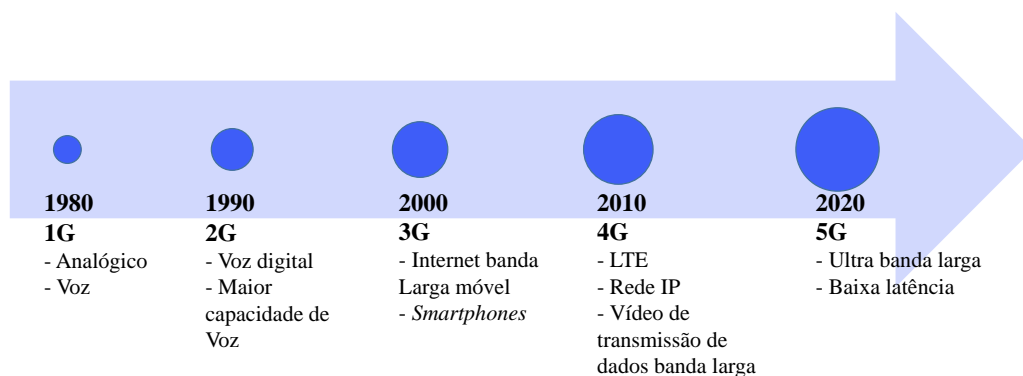 1980
1G
- Analógico
- Voz
1990
2G
- Voz digital
- Maior
capacidade de
Voz
2000
3G
- Internet banda
Larga móvel
- Smartphones
2010
4G
- LTE
- Rede IP
- Vídeo de
transmissão de
dados banda larga
2020
5G
- Ultra banda larga
- Baixa latência